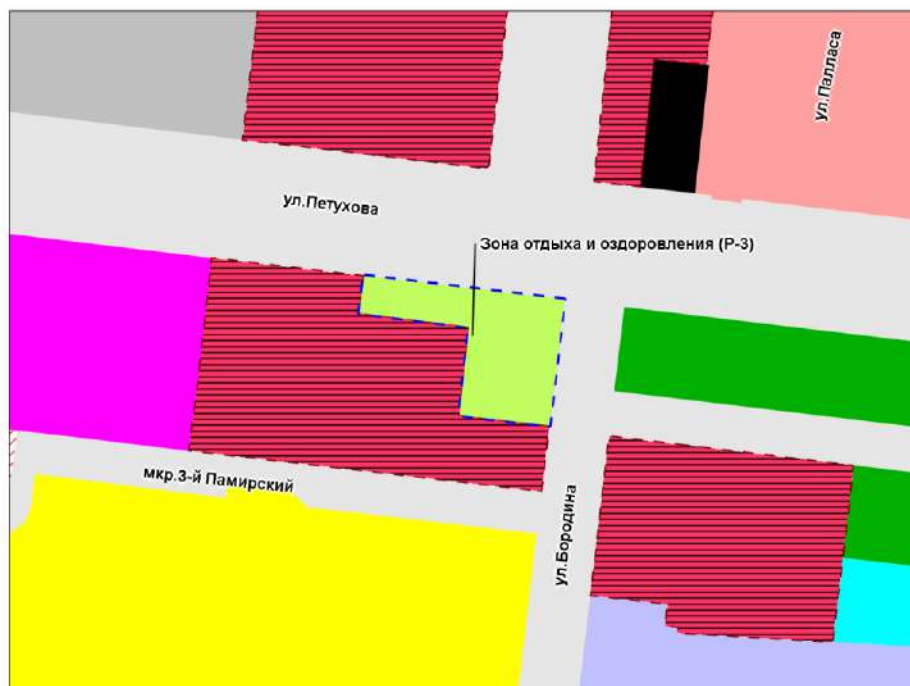 ул.Палласа
ул.Петухова
Зона отдыха и оздоровления (Р-3)
мкр.3-й Памирский
ул.Бородина